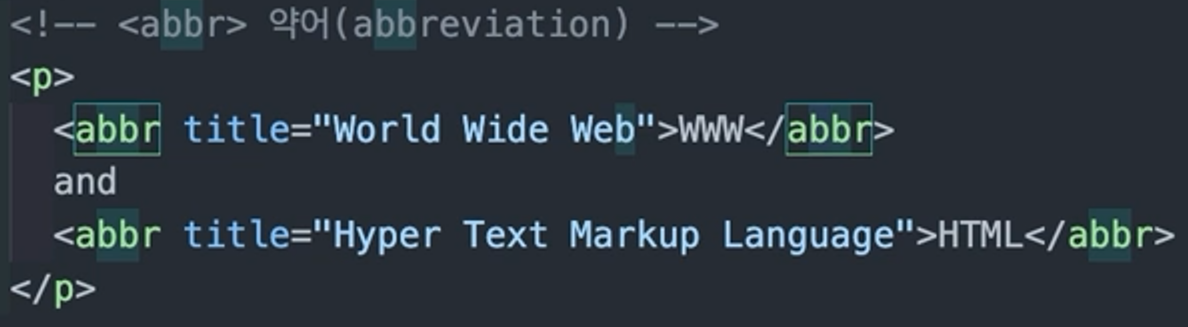 <!-- <abbr> 약어(abbreviation) -->
<p>
<abbr title="World Wide Web">WWW</abbr>
and
<abbr title="Hyper Text Markup Language">HTML</abbr>
</p>